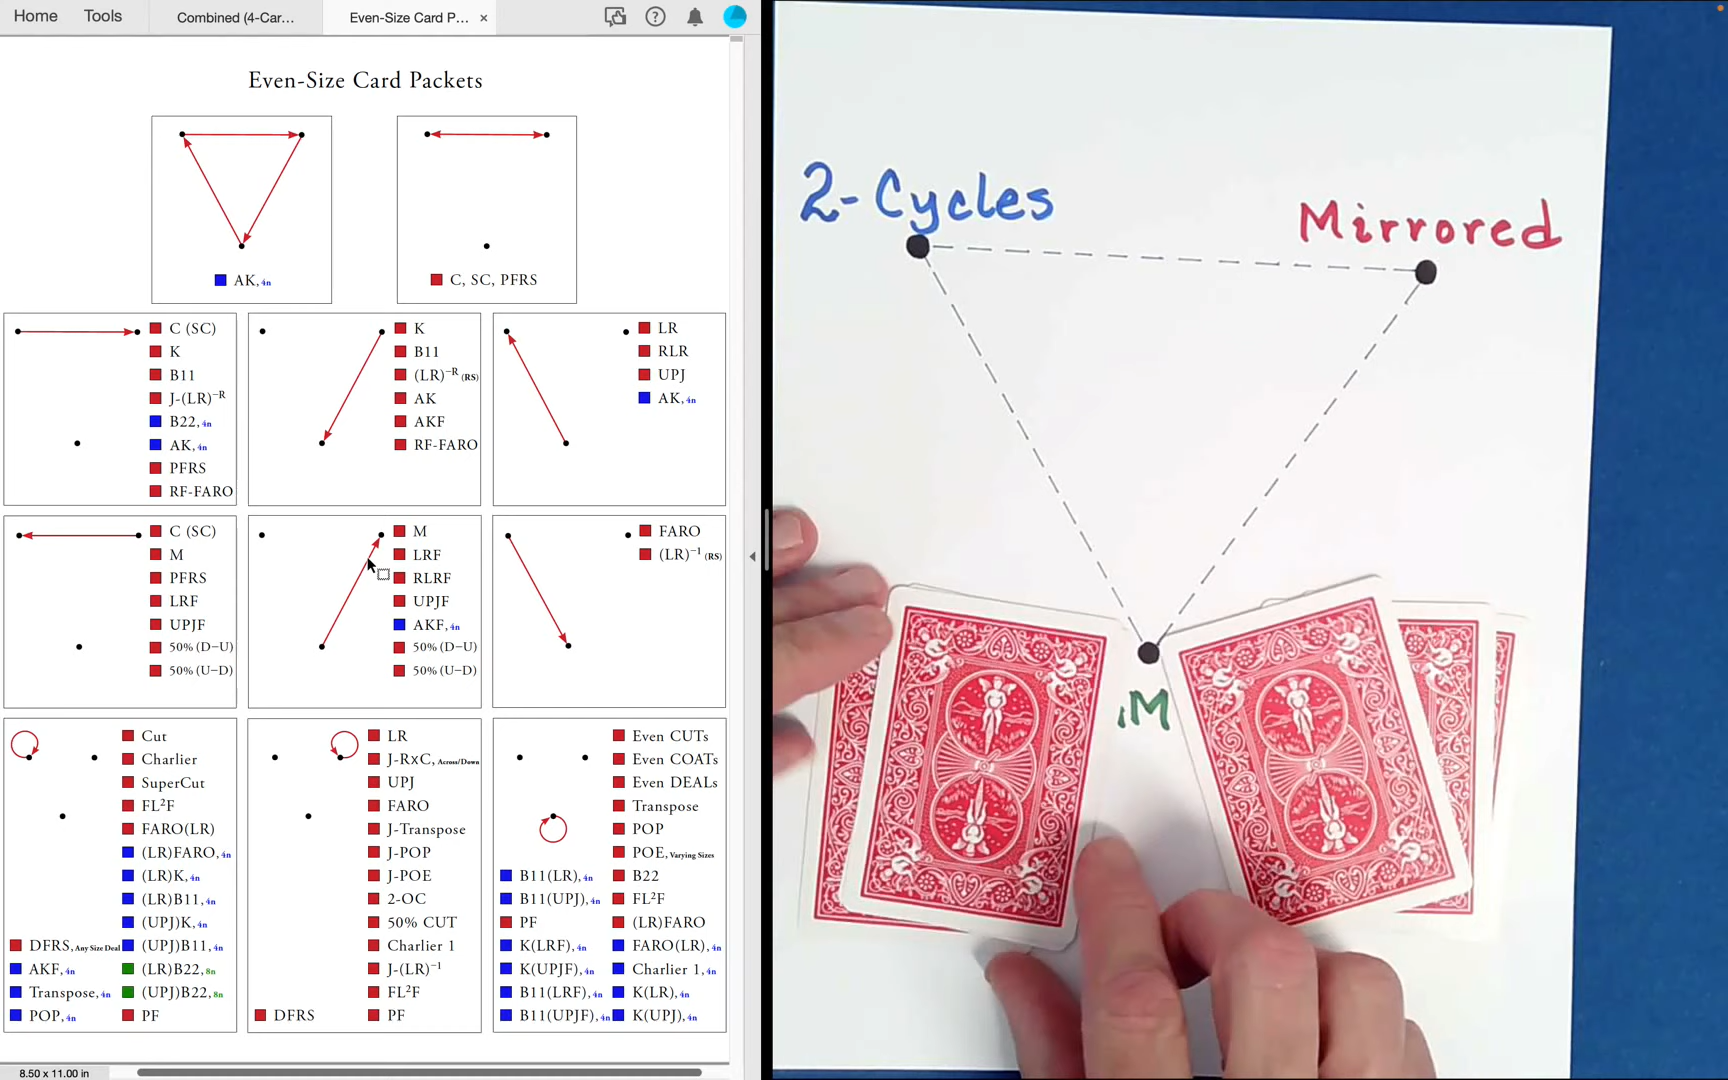 Home
Tools
Combined (4-Car...
Even-Size Card P...
×
Even-Size Card Packets
AK, 4n
C, SC, PFRS
C (SC)
K
B11
J-(LR)⁻ᴿ
B22, 4n
AK, 4n
PFRS
RF-FARO
K
B11
(LR)⁻ᴿ (RS)
AK
AKF
RF-FARO
LR
RLR
UPJ
AK, 4n
C (SC)
M
PFRS
LRF
UPJF
50% (D–U)
50% (U–D)
M
LRF
RLRF
UPJF
AKF, 4n
50% (D–U)
50% (U–D)
FARO
(LR)⁻¹ (RS)
Cut
Charlier
SuperCut
FL²F
FARO(LR)
(LR)FARO, 4n
(LR)K, 4n
(LR)B11, 4n
(UPJ)K, 4n
DFRS, Any Size Deal
(UPJ)B11, 4n
AKF, 4n
(LR)B22, 8n
Transpose, 4n
(UPJ)B22, 8n
POP, 4n
PF
LR
J-RxC, Across/Down
UPJ
FARO
J-Transpose
J-POP
J-POE
2-OC
50% CUT
Charlier 1
J-(LR)⁻¹
FL²F
DFRS
PF
Even CUTs
Even COATs
Even DEALs
Transpose
POP
POE, Varying Sizes
B11(LR), 4n
B22
B11(UPJ), 4n
FL²F
PF
(LR)FARO
K(LRF), 4n
FARO(LR), 4n
K(UPJF), 4n
Charlier 1, 4n
B11(LRF), 4n
K(LR), 4n
B11(UPJF), 4n
K(UPJ), 4n
8.50 x 11.00 in
2-Cycles
Mirrored
M